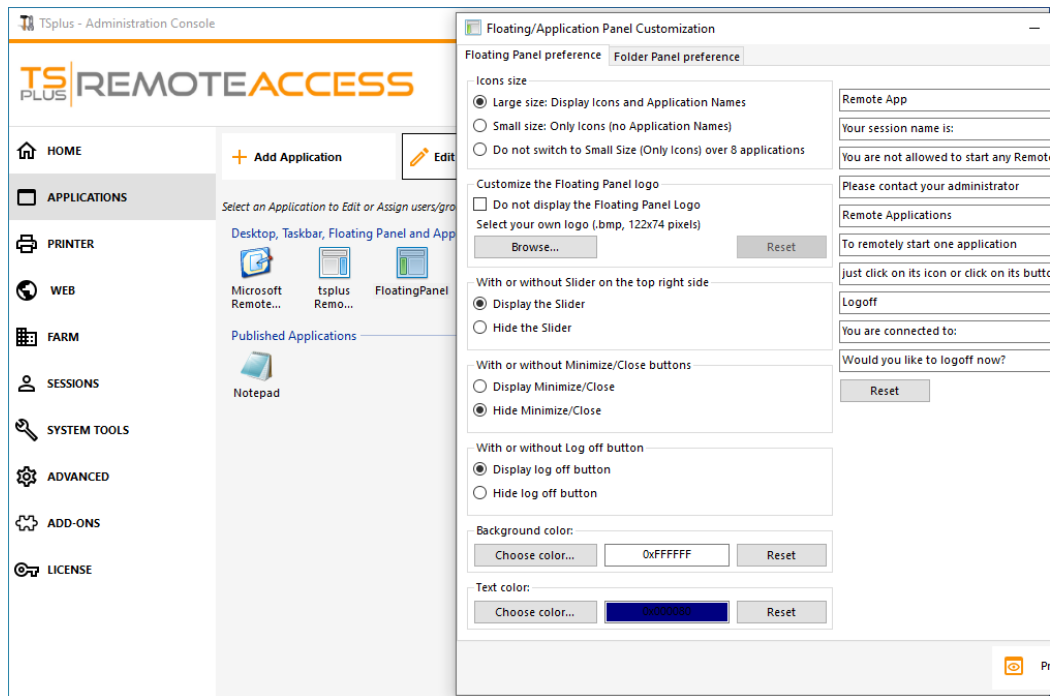 TSplus - Administration Console
TS PLUS REMOTEACCESS
HOME
APPLICATIONS
PRINTER
WEB
FARM
SESSIONS
SYSTEM TOOLS
ADVANCED
ADD-ONS
LICENSE
Add Application
Edit
Select an Application to Edit or Assign users/gro
Desktop, Taskbar, Floating Panel and App
Microsoft Remote...
tsplus Remo...
FloatingPanel
Published Applications
Notepad
Floating/Application Panel Customization
Floating Panel preference
Folder Panel preference
Icons size
Large size: Display Icons and Application Names
Small size: Only Icons (no Application Names)
Do not switch to Small Size (Only Icons) over 8 applications
Customize the Floating Panel logo
Do not display the Floating Panel Logo
Select your own logo (.bmp, 122x74 pixels)
Browse...
Reset
With or without Slider on the top right side
Display the Slider
Hide the Slider
With or without Minimize/Close buttons
Display Minimize/Close
Hide Minimize/Close
With or without Log off button
Display log off button
Hide log off button
Background color:
Choose color...
0xFFFFFF
Reset
Text color:
Choose color...
0x000080
Reset
Remote App
Your session name is:
You are not allowed to start any Remote
Please contact your administrator
Remote Applications
To remotely start one application
just click on its icon or click on its butto
Logoff
You are connected to:
Would you like to logoff now?
Reset
Pr